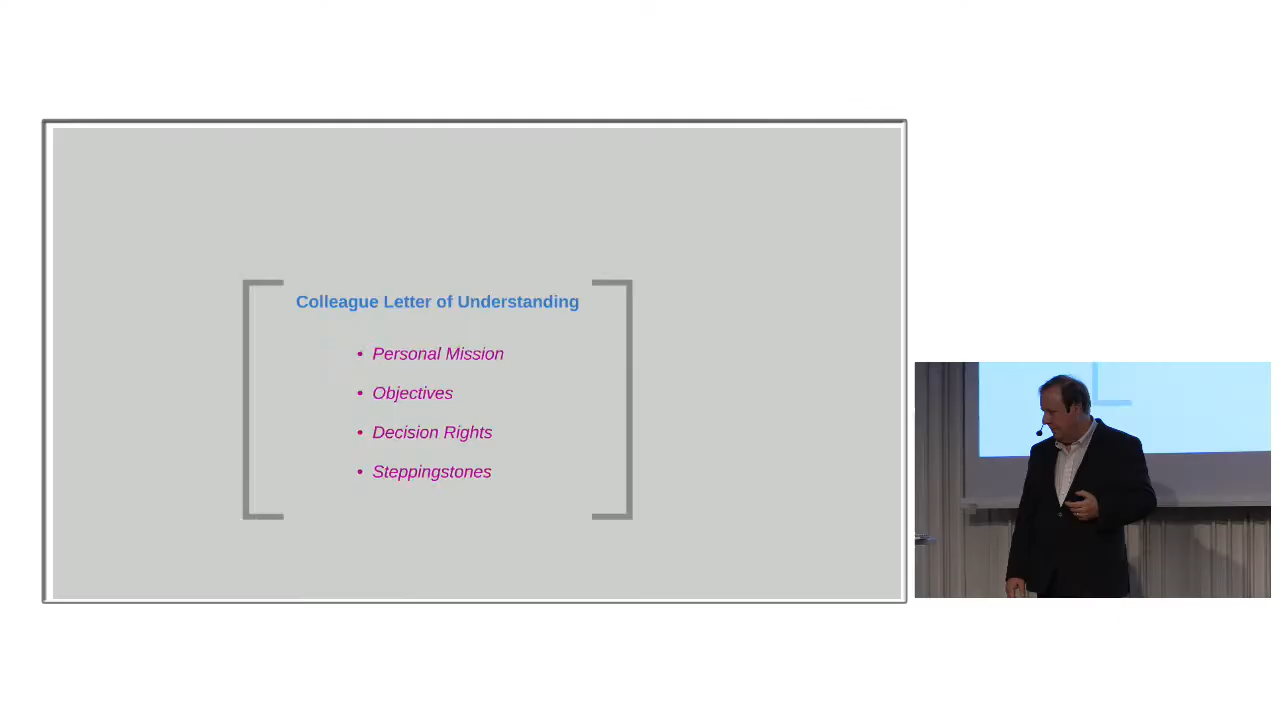 Colleague Letter of Understanding
• Personal Mission
• Objectives
• Decision Rights
• Steppingstones